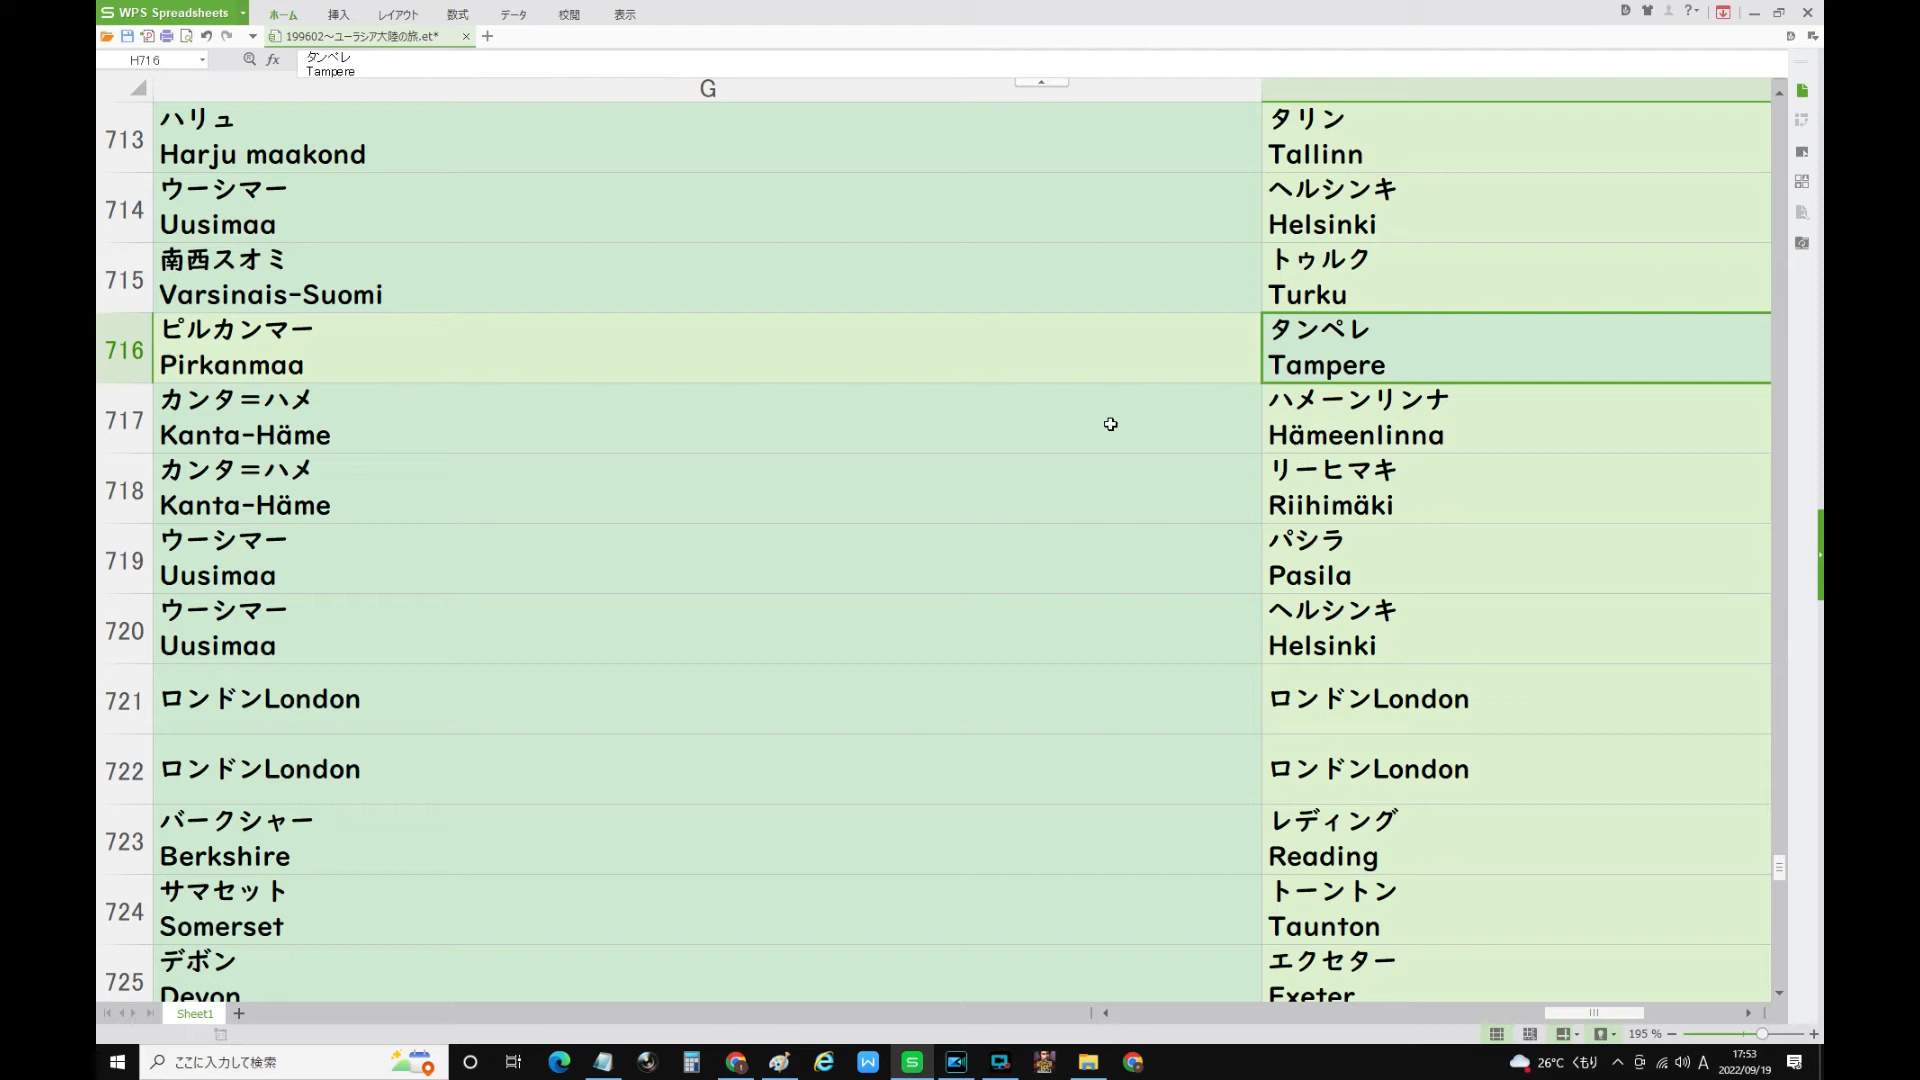 WPS Spreadsheets
ホーム
挿入
レイアウト
数式
データ
校閲
表示
199602～ユーラシア大陸の旅.et*
H716
fx
タンペレ
Tampere
G
713
ハリュ
Harju maakond
タリン
Tallinn
714
ウーシマー
Uusimaa
ヘルシンキ
Helsinki
715
南西スオミ
Varsinais-Suomi
トゥルク
Turku
716
ピルカンマー
Pirkanmaa
タンペレ
Tampere
717
カンタ＝ハメ
Kanta-Häme
ハメーンリンナ
Hämeenlinna
718
カンタ＝ハメ
Kanta-Häme
リーヒマキ
Riihimäki
719
ウーシマー
Uusimaa
パシラ
Pasila
720
ウーシマー
Uusimaa
ヘルシンキ
Helsinki
721
ロンドンLondon
ロンドンLondon
722
ロンドンLondon
ロンドンLondon
723
バークシャー
Berkshire
レディング
Reading
724
サマセット
Somerset
トーントン
Taunton
725
デボン
Devon
エクセター
Exeter
Sheet1
195 %
ここに入力して検索
26°C くもり
A
17:53
2022/09/19